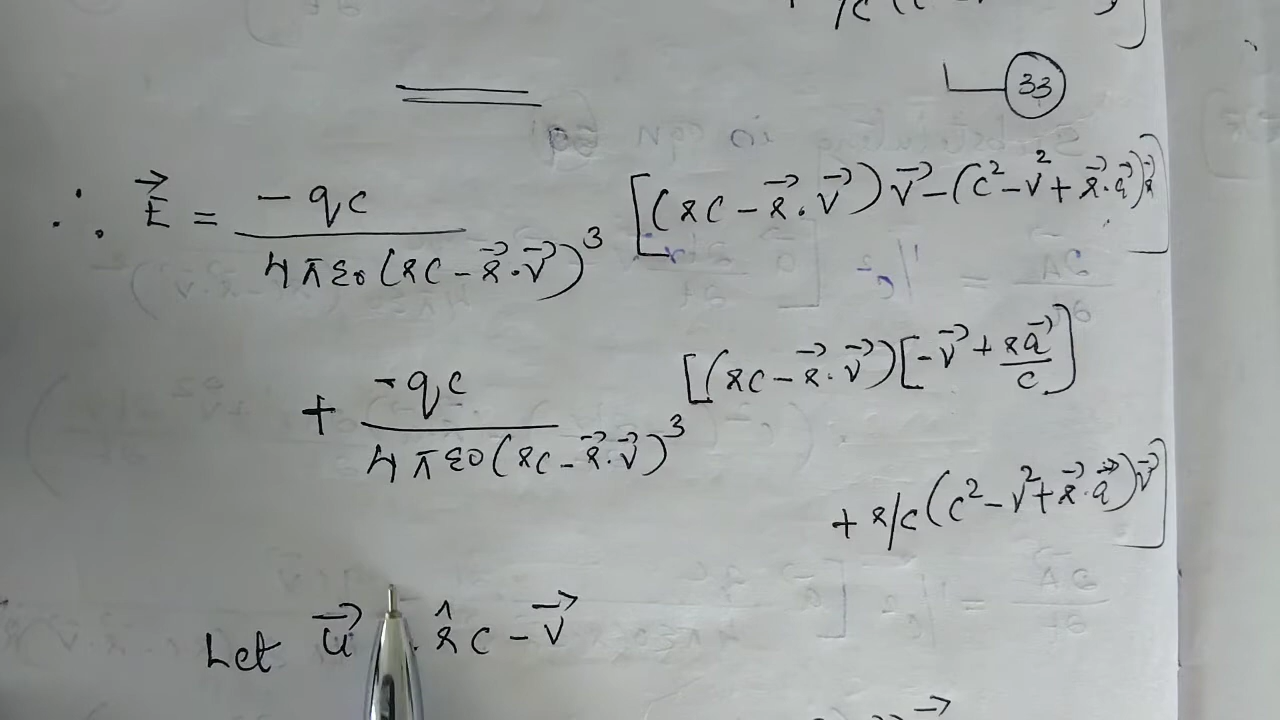 (33)
∴ E⃗ = -qc / 4πε0(rc - r⃗·v⃗)³ [(rc - r⃗·v⃗) v⃗ - (c² - v² + r⃗·a⃗) r⃗]
+ -qc / 4πε0(rc - r⃗·v⃗)³ [(rc - r⃗·v⃗)[-v⃗ + ra⃗/c]
+ r/c (c² - v² + r⃗·a⃗) v⃗]
Let u⃗ r̂c - v⃗